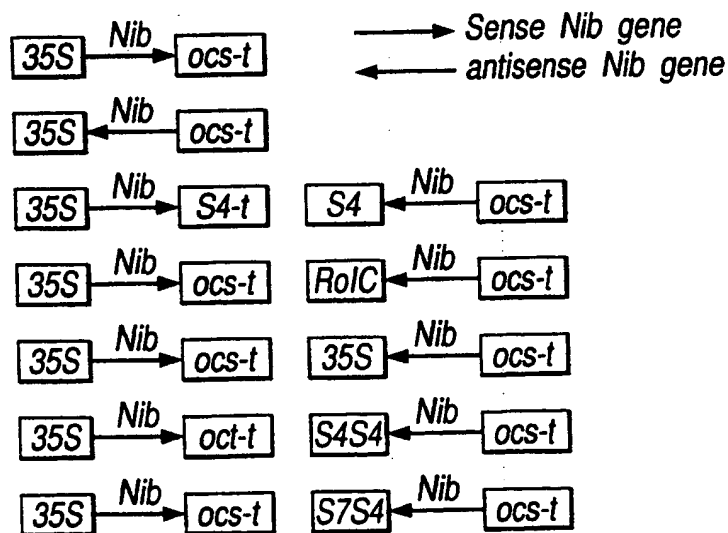 35S Nib ocs-t Sense Nib gene
antisense Nib gene
35S Nib ocs-t
35S Nib S4-t S4 Nib ocs-t
35S Nib ocs-t RolC Nib ocs-t
35S Nib ocs-t 35S Nib ocs-t
35S Nib oct-t S4S4 Nib ocs-t
35S Nib ocs-t S7S4 Nib ocs-t